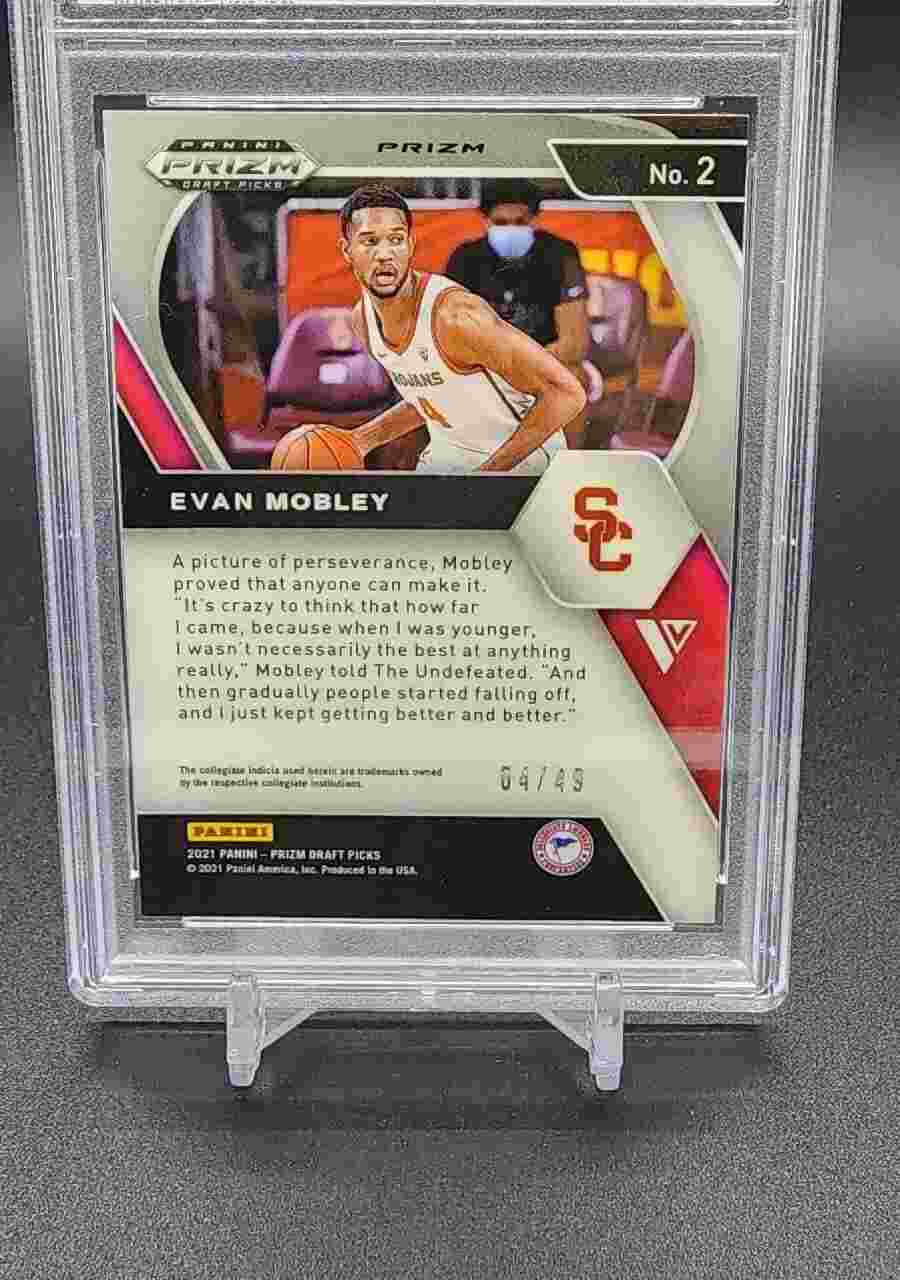 PANINI
PRIZM
DRAFT PICKS
PRIZM
No. 2
TROJANS
4
EVAN MOBLEY
SC
A picture of perseverance, Mobley
proved that anyone can make it.
"It's crazy to think that how far
I came, because when I was younger,
I wasn't necessarily the best at anything
really," Mobley told The Undefeated. "And
then gradually people started falling off,
and I just kept getting better and better."
The collegiate indicia used herein are trademarks owned
by the respective collegiate institutions.
04/49
PANINI
2021 PANINI – PRIZM DRAFT PICKS
© 2021 Panini America, Inc. Produced in the USA.